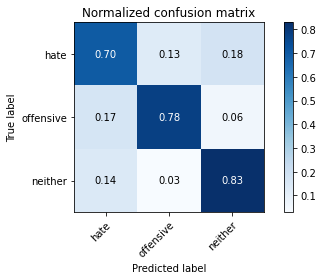 Normalized confusion matrix
True label
hate 0.70 0.13 0.18
offensive 0.17 0.78 0.06
neither 0.14 0.03 0.83
hate offensive neither
Predicted label
0.8
0.7
0.6
0.5
0.4
0.3
0.2
0.1